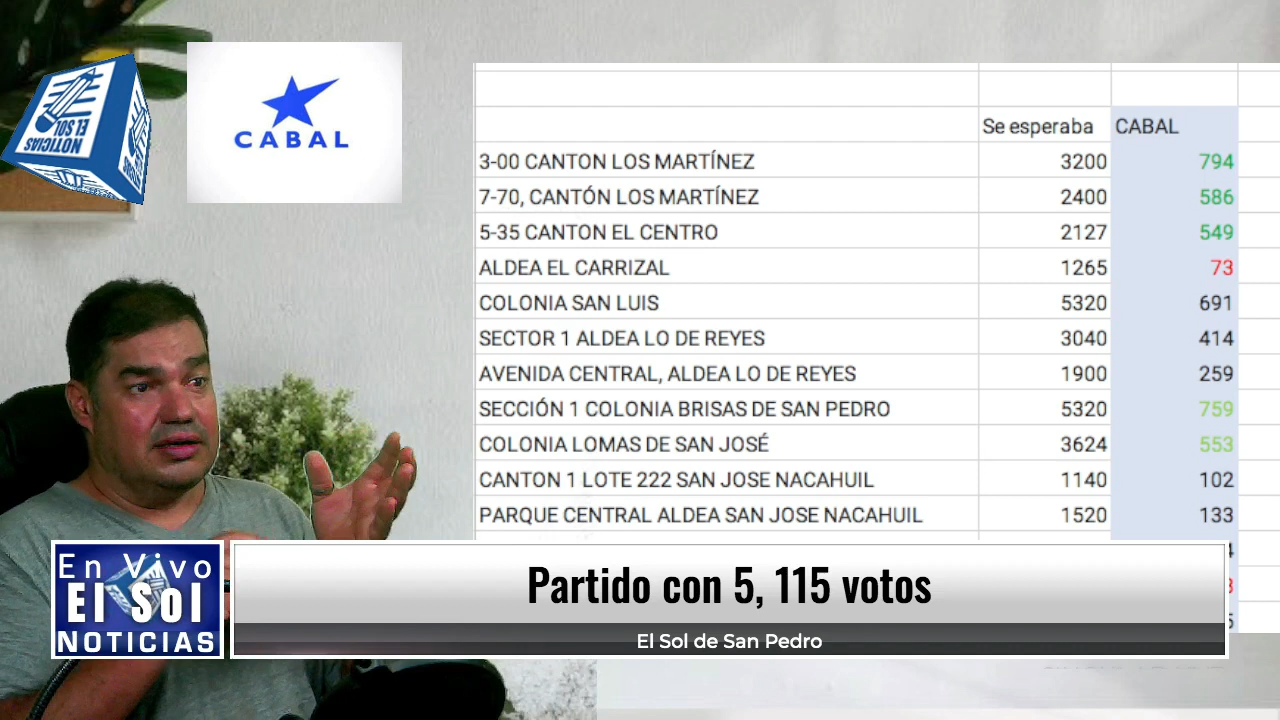 NOTICIAS
EL SOL
CABAL
Se esperaba CABAL
3-00 CANTON LOS MARTÍNEZ 3200 794
7-70, CANTÓN LOS MARTÍNEZ 2400 586
5-35 CANTON EL CENTRO 2127 549
ALDEA EL CARRIZAL 1265 73
COLONIA SAN LUIS 5320 691
SECTOR 1 ALDEA LO DE REYES 3040 414
AVENIDA CENTRAL, ALDEA LO DE REYES 1900 259
SECCIÓN 1 COLONIA BRISAS DE SAN PEDRO 5320 759
COLONIA LOMAS DE SAN JOSÉ 3624 553
CANTON 1 LOTE 222 SAN JOSE NACAHUIL 1140 102
PARQUE CENTRAL ALDEA SAN JOSE NACAHUIL 1520 133
En Vivo
El Sol
NOTICIAS
Partido con 5, 115 votos
El Sol de San Pedro